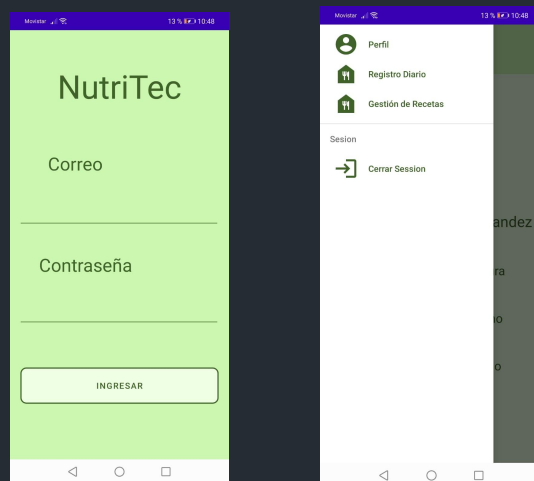 Movistar 13 % 10:48
NutriTec
Correo
Contraseña
INGRESAR
Movistar 13 % 10:48
Perfil
Registro Diario
Gestión de Recetas
Sesion
Cerrar Session
andez
ra
o